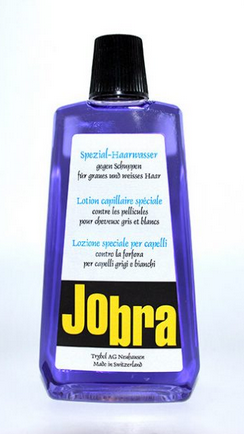 Spezial-Haarwasser
gegen Schuppen
für graues und weisses Haar
Lotion capillaire spéciale
contre les pellicules
pour cheveux gris et blancs
Lozione speciale per capelli
contro la forfora
per capelli grigi e bianchi
Jobra
Trybol AG Neuhausen
Made in Switzerland